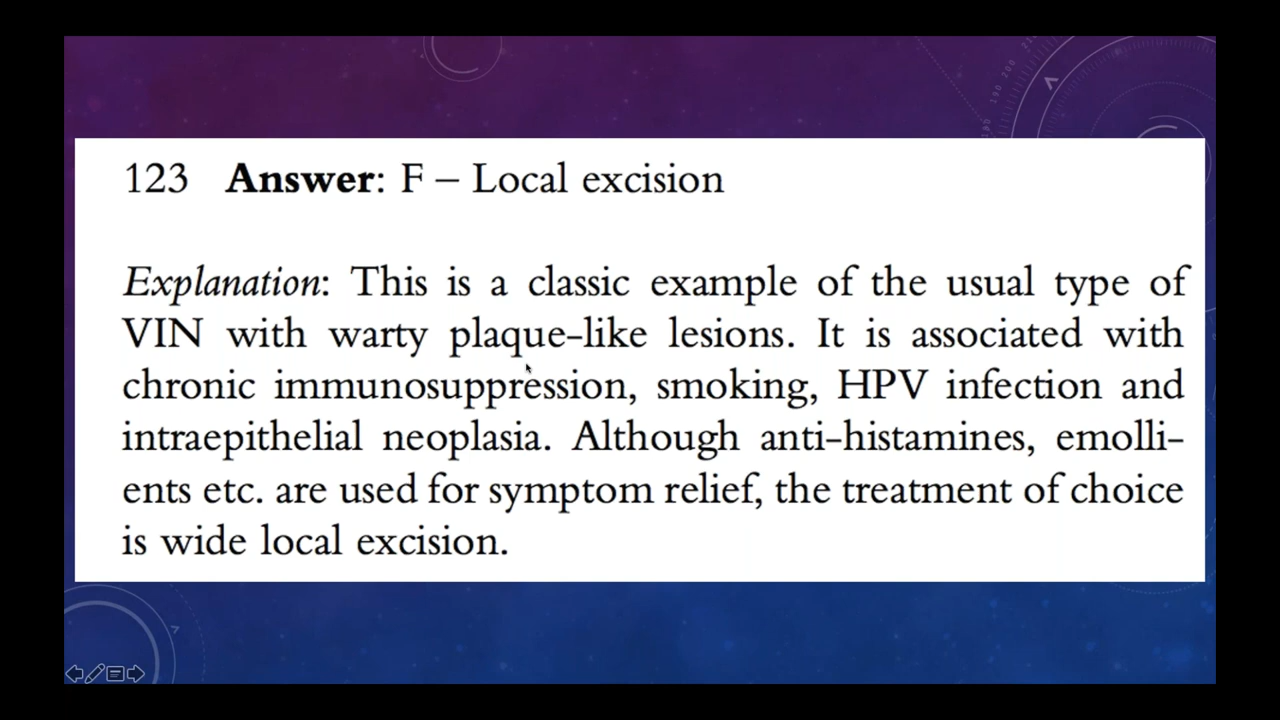 123 Answer: F – Local excision
Explanation: This is a classic example of the usual type of
VIN with warty plaque-like lesions. It is associated with
chronic immunosuppression, smoking, HPV infection and
intraepithelial neoplasia. Although anti-histamines, emolli-
ents etc. are used for symptom relief, the treatment of choice
is wide local excision.